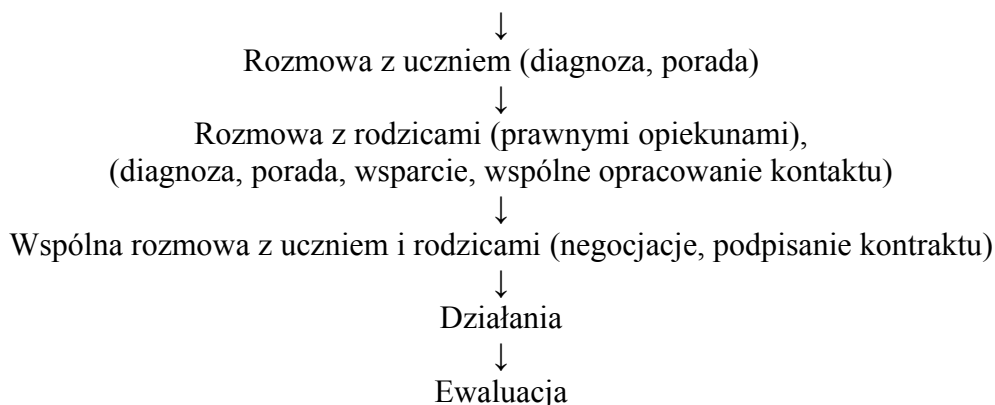 ↓
Rozmowa z uczniem (diagnoza, porada)
↓
Rozmowa z rodzicami (prawnymi opiekunami),
(diagnoza, porada, wsparcie, wspólne opracowanie kontaktu)
↓
Wspólna rozmowa z uczniem i rodzicami (negocjacje, podpisanie kontraktu)
↓
Działania
↓
Ewaluacja